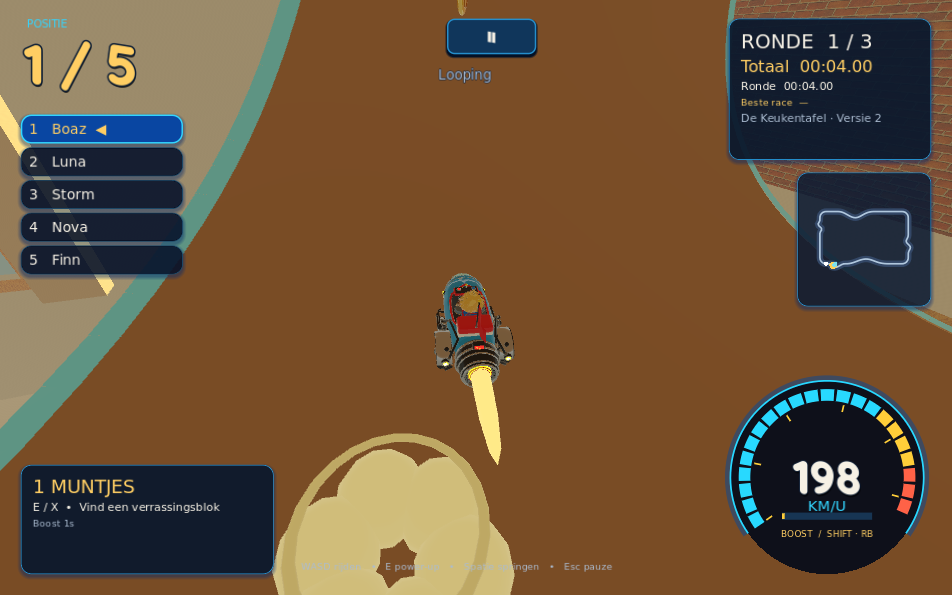 POSITIE
1 / 5
1 Boaz ◀
2 Luna
3 Storm
4 Nova
5 Finn
Looping
RONDE 1 / 3
Totaal 00:04.00
Ronde 00:04.00
Beste race —
De Keukentafel · Versie 2
1 MUNTJES
E / X • Vind een verrassingsblok
Boost 1s
198
KM/U
BOOST / SHIFT · RB
• Esc pauze